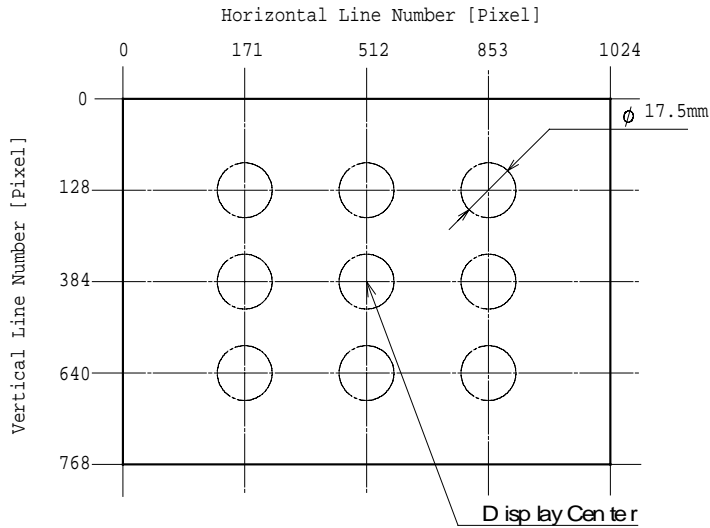 Horizontal Line Number [Pixel]
0 171 512 853 1024
0
ϕ 17.5mm
128
Vertical Line Number [Pixel]
384
640
768
Display Center